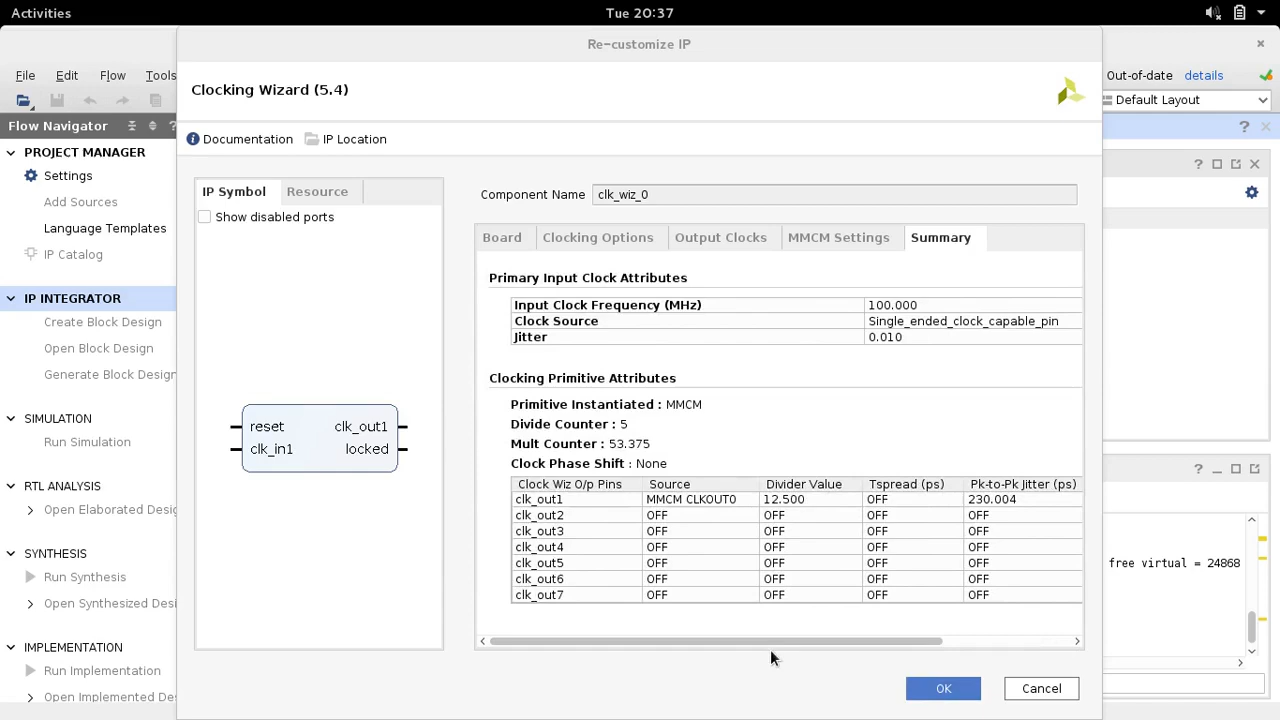 Activities
Tue 20:37
Re-customize IP
File Edit Flow Tools
Out-of-date details
Default Layout
Flow Navigator
PROJECT MANAGER
Settings
Add Sources
Language Templates
IP Catalog
IP INTEGRATOR
Create Block Design
Open Block Design
Generate Block Design
SIMULATION
Run Simulation
RTL ANALYSIS
Open Elaborated Desi
SYNTHESIS
Run Synthesis
Open Synthesized Desi
IMPLEMENTATION
Run Implementation
Open Implemented Des
Clocking Wizard (5.4)
Documentation IP Location
IP Symbol Resource
Show disabled ports
reset clk_out1
clk_in1 locked
Component Name clk_wiz_0
Board Clocking Options Output Clocks MMCM Settings Summary
Primary Input Clock Attributes
Input Clock Frequency (MHz) 100.000
Clock Source Single_ended_clock_capable_pin
Jitter 0.010
Clocking Primitive Attributes
Primitive Instantiated : MMCM
Divide Counter : 5
Mult Counter : 53.375
Clock Phase Shift : None
Clock Wiz O/p Pins Source Divider Value Tspread (ps) Pk-to-Pk Jitter (ps)
clk_out1 MMCM CLKOUT0 12.500 OFF 230.004
clk_out2 OFF OFF OFF OFF
clk_out3 OFF OFF OFF OFF
clk_out4 OFF OFF OFF OFF
clk_out5 OFF OFF OFF OFF
clk_out6 OFF OFF OFF OFF
clk_out7 OFF OFF OFF OFF
OK Cancel
free virtual = 24868